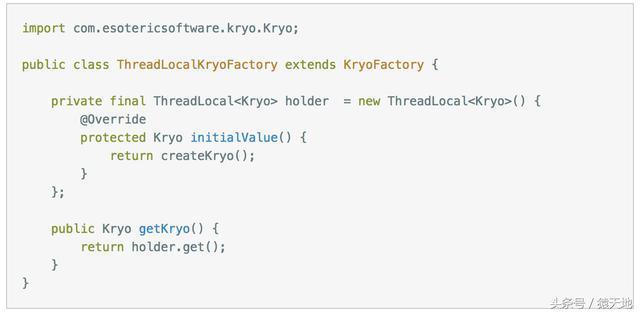 import com.esotericsoftware.kryo.Kryo;
public class ThreadLocalKryoFactory extends KryoFactory {
private final ThreadLocal<Kryo> holder  = new ThreadLocal<Kryo>() {
@Override
protected Kryo initialValue() {
return createKryo();
}
};
public Kryo getKryo() {
return holder.get();
}
}
头条号／猿天地